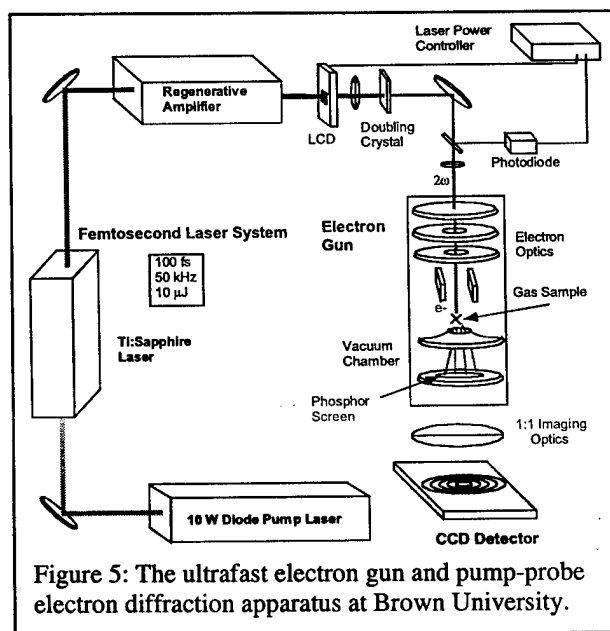 Laser Power
Controller
Regenerative
Amplifier
LCD
Doubling
Crystal
Photodiode
2ω
Electron
Gun
Electron
Optics
Femtosecond Laser System
100 fs
50 kHz
10 μJ
e-
Gas Sample
TI:Sapphire
Laser
Vacuum
Chamber
Phosphor
Screen
1:1 Imaging
Optics
10 W Diode Pump Laser
CCD Detector
Figure 5: The ultrafast electron gun and pump-probe
electron diffraction apparatus at Brown University.